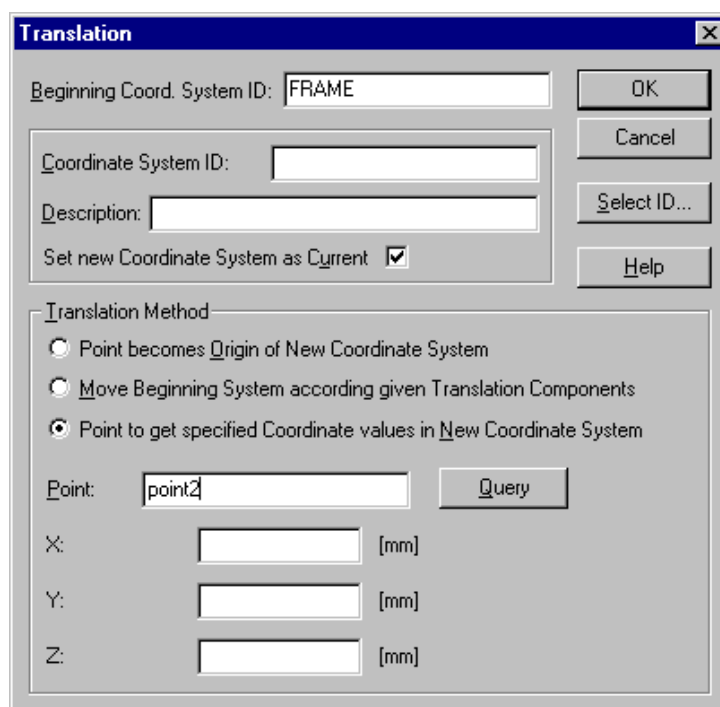 Translation
Beginning Coord. System ID: FRAME
OK
Cancel
Coordinate System ID:
Description:
Select ID...
Set new Coordinate System as Current
Help
Translation Method
Point becomes Origin of New Coordinate System
Move Beginning System according given Translation Components
Point to get specified Coordinate values in New Coordinate System
Point: point2 Query
X: [mm]
Y: [mm]
Z: [mm]